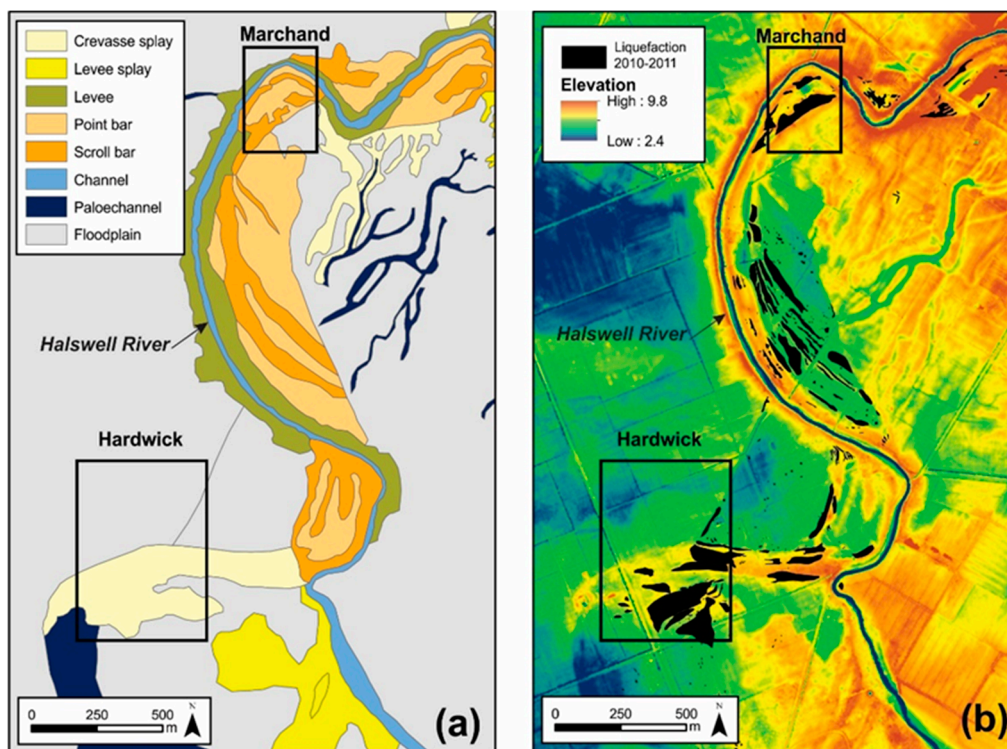 Crevasse splay
Levee splay
Levee
Point bar
Scroll bar
Channel
Paloechannel
Floodplain
Marchand
Halswell River
Hardwick
0 250 500
m
N
(a)
Liquefaction
2010-2011
Elevation
High : 9.8
Low : 2.4
Marchand
Halswell River
Hardwick
0 250 500
m
N
(b)